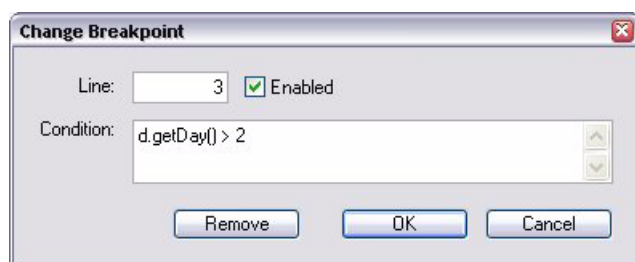 Change Breakpoint
Line: 3 Enabled
Condition: d.getDay() > 2
Remove OK Cancel